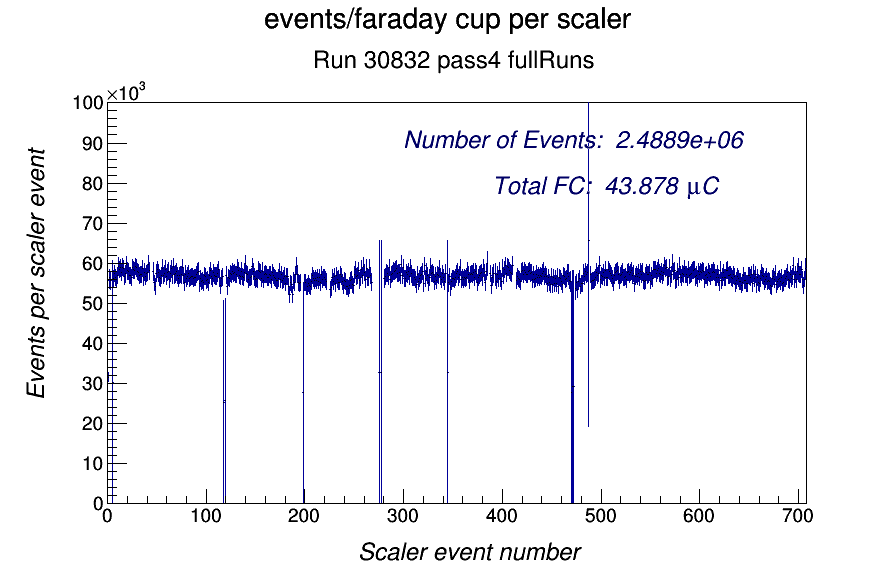 events/faraday cup per scaler
Run 30832 pass4 fullRuns
×10³
100
90
80
70
60
50
40
30
20
10
0
Events per scaler event
Number of Events: 2.4889e+06
Total FC: 43.878 μC
0 100 200 300 400 500 600 700
Scaler event number